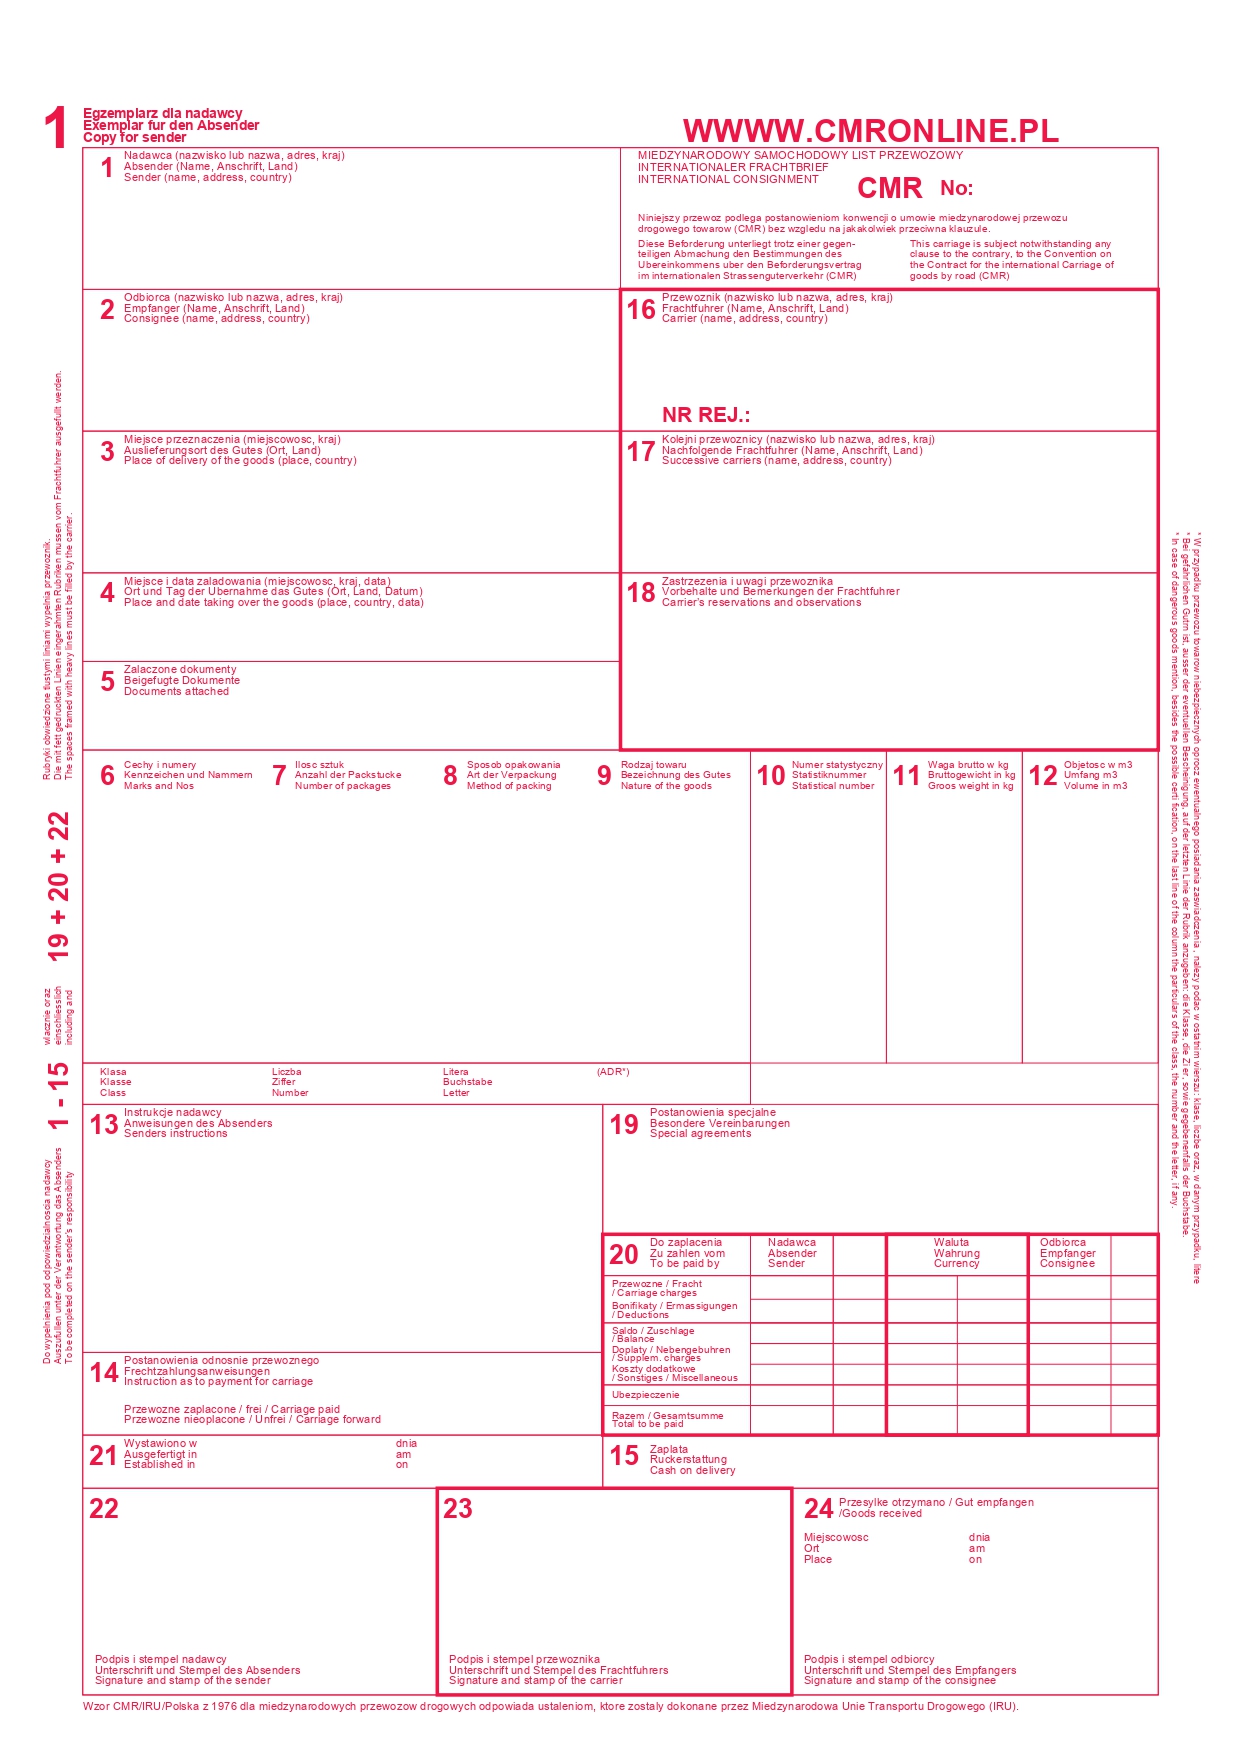 1
Egzemplarz dla nadawcy
Exemplar fur den Absender
Copy for sender
WWWW.CMRONLINE.PL
1
Nadawca (nazwisko lub nazwa, adres, kraj)
Absender (Name, Anschrift, Land)
Sender (name, address, country)
MIEDZYNARODOWY SAMOCHODOWY LIST PRZEWOZOWY
INTERNATIONALER FRACHTBRIEF
INTERNATIONAL CONSIGNMENT
CMR No:
Niniejszy przewoz podlega postanowieniom konwencji o umowie miedzynarodowej przewozu
drogowego towarow (CMR) bez wzgledu na jakakolwiek przeciwna klauzule.
Diese Beforderung unterliegt trotz einer gegen-
teiligen Abmachung den Bestimmungen des
Ubereinkommens uber den Beforderungsvertrag
im internationalen Strassenguterverkehr (CMR)
This carriage is subject notwithstanding any
clause to the contrary, to the Convention on
the Contract for the international Carriage of
goods by road (CMR)
2
Odbiorca (nazwisko lub nazwa, adres, kraj)
Empfanger (Name, Anschrift, Land)
Consignee (name, address, country)
16
Przewoznik (nazwisko lub nazwa, adres, kraj)
Frachtfuhrer (Name, Anschrift, Land)
Carrier (name, address, country)
NR REJ.:
3
Miejsce przeznaczenia (miejscowosc, kraj)
Auslieferungsort des Gutes (Ort, Land)
Place of delivery of the goods (place, country)
17
Kolejni przewoznicy (nazwisko lub nazwa, adres, kraj)
Nachfolgende Frachtfuhrer (Name, Anschrift, Land)
Successive carriers (name, address, country)
4
Miejsce i data zaladowania (miejscowosc, kraj, data)
Ort und Tag der Ubernahme das Gutes (Ort, Land, Datum)
Place and date taking over the goods (place, country, data)
18
Zastrzezenia i uwagi przewoznika
Vorbehalte und Bemerkungen der Frachtfuhrer
Carrier's reservations and observations
5
Zalaczone dokumenty
Beigefugte Dokumente
Documents attached
6
Cechy i numery
Kennzeichen und Nammern
Marks and Nos
7
Ilosc sztuk
Anzahl der Packstucke
Number of packages
8
Sposob opakowania
Art der Verpackung
Method of packing
9
Rodzaj towaru
Bezeichnung des Gutes
Nature of the goods
10
Numer statystyczny
Statistiknummer
Statistical number
11
Waga brutto w kg
Bruttogewicht in kg
Groos weight in kg
12
Objetosc w m3
Umfang m3
Volume in m3
Klasa
Klasse
Class
Liczba
Ziffer
Number
Litera
Buchstabe
Letter
(ADR*)
13
Instrukcje nadawcy
Anweisungen des Absenders
Senders instructions
19
Postanowienia specjalne
Besondere Vereinbarungen
Special agreements
20
Do zaplacenia
Zu zahlen vom
To be paid by
Nadawca
Absender
Sender
Waluta
Wahrung
Currency
Odbiorca
Empfanger
Consignee
Przewozne / Fracht
/ Carriage charges
Bonifikaty / Ermassigungen
/ Deductions
Saldo / Zuschlage
/ Balance
Doplaty / Nebengebuhren
/ Supplem. charges
Koszty dodatkowe
/ Sonstiges / Miscellaneous
Ubezpieczenie
Razem / Gesamtsumme
Total to be paid
14
Postanowienia odnosnie przewoznego
Frechtzahlungsanweisungen
Instruction as to payment for carriage
Przewozne zaplacone / frei / Carriage paid
Przewozne nieoplacone / Unfrei / Carriage forward
21
Wystawiono w
Ausgefertigt in
Established in
dnia
am
on
15
Zaplata
Ruckerstattung
Cash on delivery
22
Podpis i stempel nadawcy
Unterschrift und Stempel des Absenders
Signature and stamp of the sender
23
Podpis i stempel przewoznika
Unterschrift und Stempel des Frachtfuhrers
Signature and stamp of the carrier
24
Przesylke otrzymano / Gut empfangen
/Goods received
Miejscowosc
Ort
Place
dnia
am
on
Podpis i stempel odbiorcy
Unterschrift und Stempel des Empfangers
Signature and stamp of the consignee
Wzor CMR/IRU/Polska z 1976 dla miedzynarodowych przewozow drogowych odpowiada ustaleniom, ktore zostaly dokonane przez Miedzynarodowa Unie Transportu Drogowego (IRU).
Rubryki obwiedzione tlustymi liniami wypelnia przewoznik.
Die mit fett gedruckten Linien eingerahmten Rubriken mussen vom Frachtfuhrer ausgefullt werden.
The spaces framed with heavy lines must be filled by the carrier.
19 + 20 + 22
wlacznie oraz
einschliesslich
including and
1 - 15
Do wypelnienia pod odpowiedzialnoscia nadawcy
Auszufullen unter der Verantwortung das Absenders
To be completed on the sender's responsibility
* W przypadku przewozu towarow niebezpiecznych oprocz ewentualnego posiadania zaswiadczenia, nalezy podac w ostatnim wierszu: klase, liczbe oraz, w danym przypadku, litere
* Bei gefahrlichen Gutrn ist, ausser der eventuellen Bescheinigung, auf der letzten Linie der Rubrik anzugeben: die Klasse, die Zi er, sowie gegebenenfalls der Buchstabe.
* In case of dangerous goods mention, besides the possible certi fication, on the last line of the column the particulars of the class, the number and the letter, if any.